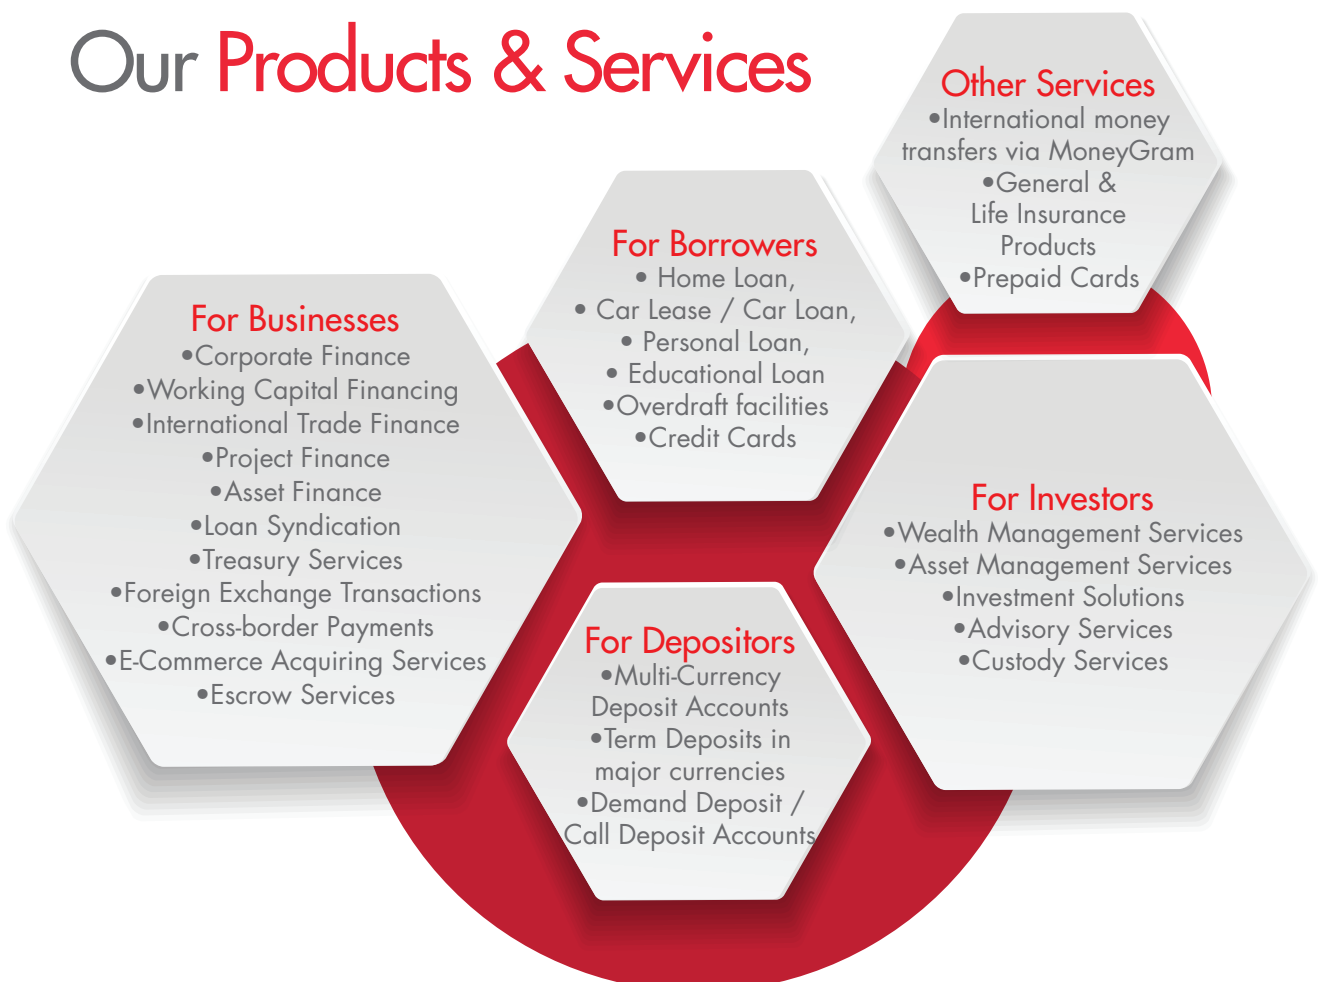 Our Products & Services
Other Services
•International money
transfers via MoneyGram
•General &
Life Insurance
Products
•Prepaid Cards
For Borrowers
• Home Loan,
• Car Lease / Car Loan,
• Personal Loan,
• Educational Loan
•Overdraft facilities
•Credit Cards
For Businesses
•Corporate Finance
•Working Capital Financing
•International Trade Finance
•Project Finance
•Asset Finance
•Loan Syndication
•Treasury Services
•Foreign Exchange Transactions
•Cross-border Payments
•E-Commerce Acquiring Services
•Escrow Services
For Investors
•Wealth Management Services
•Asset Management Services
•Investment Solutions
•Advisory Services
•Custody Services
For Depositors
•Multi-Currency
Deposit Accounts
•Term Deposits in
major currencies
•Demand Deposit /
Call Deposit Accounts